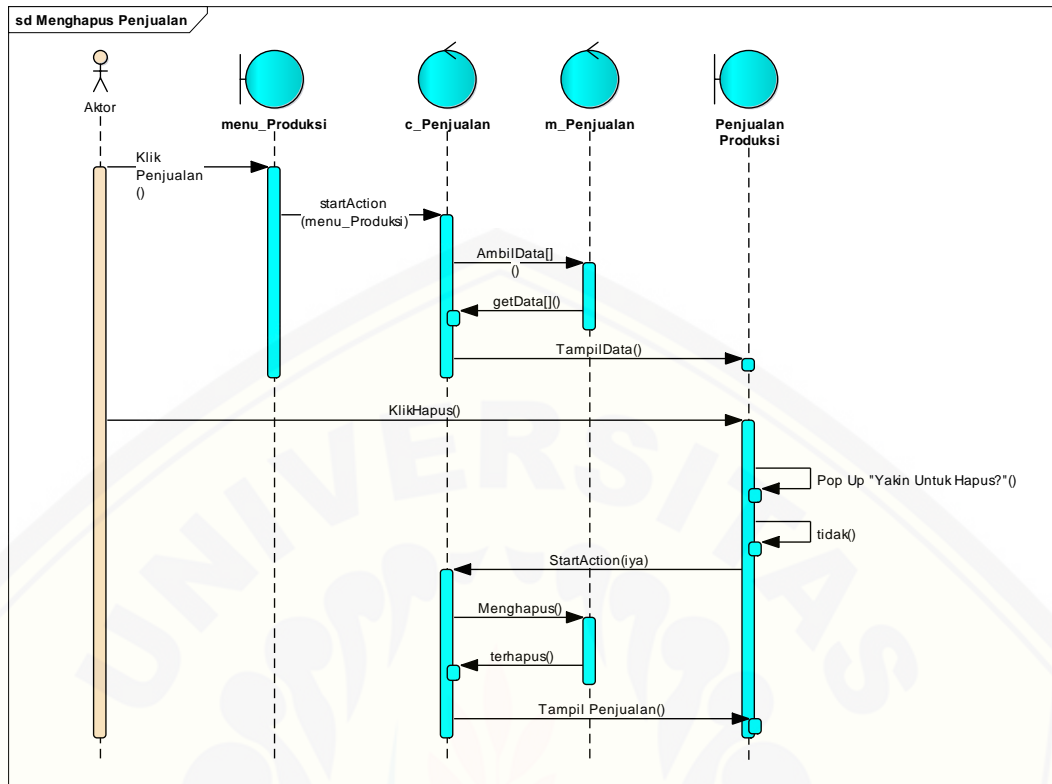 sd Menghapus Penjualan
Aktor
menu_Produksi
c_Penjualan
m_Penjualan
Penjualan
Produksi
Klik
Penjualan
()
startAction
(menu_Produksi)
AmbilData[]
()
getData[]()
TampilData()
KlikHapus()
Pop Up "Yakin Untuk Hapus?"()
tidak()
StartAction(iya)
Menghapus()
terhapus()
Tampil Penjualan()
UNIVERSITAS